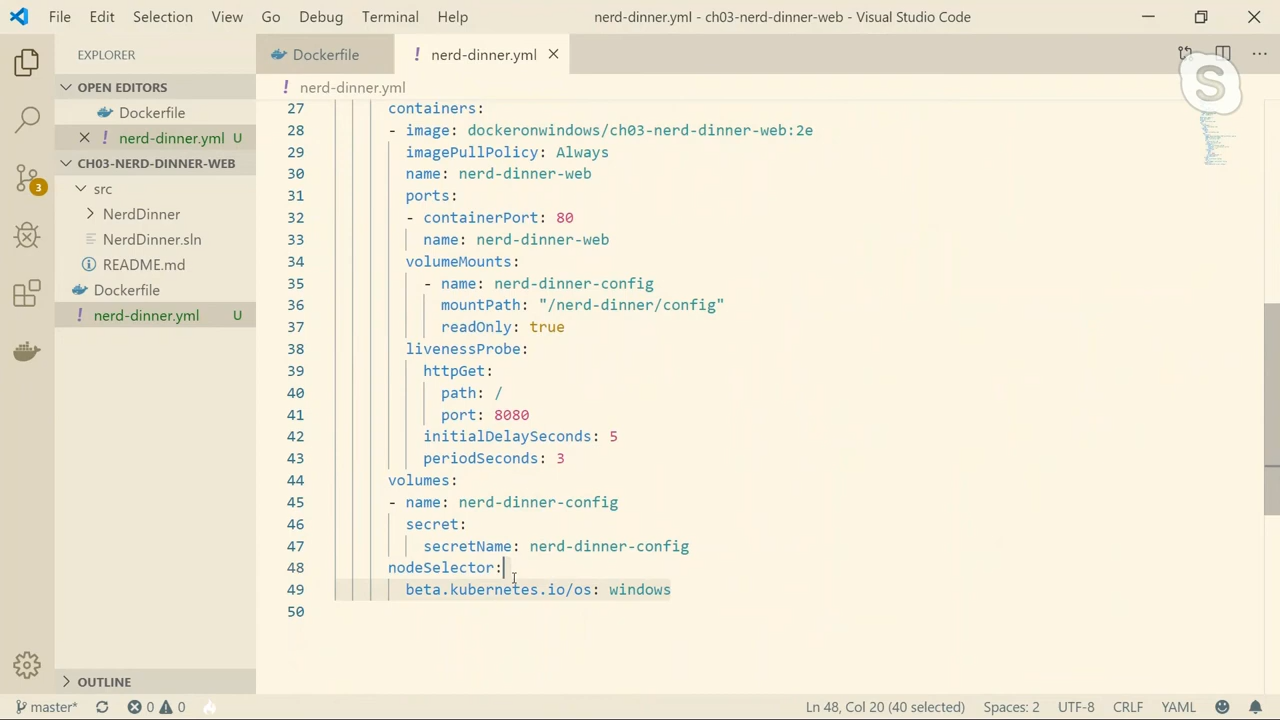 File Edit Selection View Go Debug Terminal Help
nerd-dinner.yml - ch03-nerd-dinner-web - Visual Studio Code
EXPLORER
OPEN EDITORS
Dockerfile
nerd-dinner.yml U
CH03-NERD-DINNER-WEB
src
NerdDinner
NerdDinner.sln
README.md
Dockerfile
nerd-dinner.yml U
OUTLINE
3
Dockerfile
! nerd-dinner.yml
! nerd-dinner.yml
27 containers:
28 - image: dockeronwindows/ch03-nerd-dinner-web:2e
29 imagePullPolicy: Always
30 name: nerd-dinner-web
31 ports:
32 - containerPort: 80
33 name: nerd-dinner-web
34 volumeMounts:
35 - name: nerd-dinner-config
36 mountPath: "/nerd-dinner/config"
37 readOnly: true
38 livenessProbe:
39 httpGet:
40 path: /
41 port: 8080
42 initialDelaySeconds: 5
43 periodSeconds: 3
44 volumes:
45 - name: nerd-dinner-config
46 secret:
47 secretName: nerd-dinner-config
48 nodeSelector:
49 beta.kubernetes.io/os: windows
50
S
master* 0 0
Ln 48, Col 20 (40 selected) Spaces: 2 UTF-8 CRLF YAML